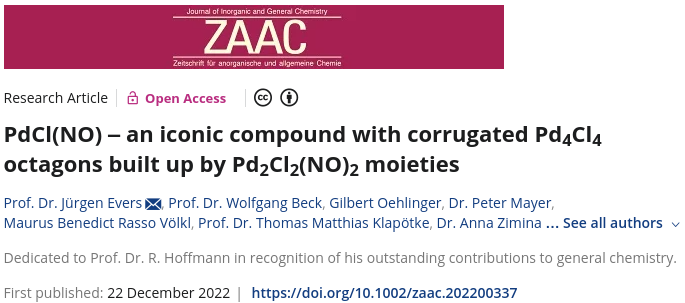 Journal of Inorganic and General Chemistry
ZAAC
Zeitschrift für anorganische und allgemeine Chemie
Research Article Open Access cc
PdCl(NO) – an iconic compound with corrugated Pd₄Cl₄
octagons built up by Pd₂Cl₂(NO)₂ moieties
Prof. Dr. Jürgen Evers, Prof. Dr. Wolfgang Beck, Gilbert Oehlinger, Dr. Peter Mayer,
Maurus Benedict Rasso Völkl, Prof. Dr. Thomas Matthias Klapötke, Dr. Anna Zimina ... See all authors
Dedicated to Prof. Dr. R. Hoffmann in recognition of his outstanding contributions to general chemistry.
First published: 22 December 2022 | https://doi.org/10.1002/zaac.202200337